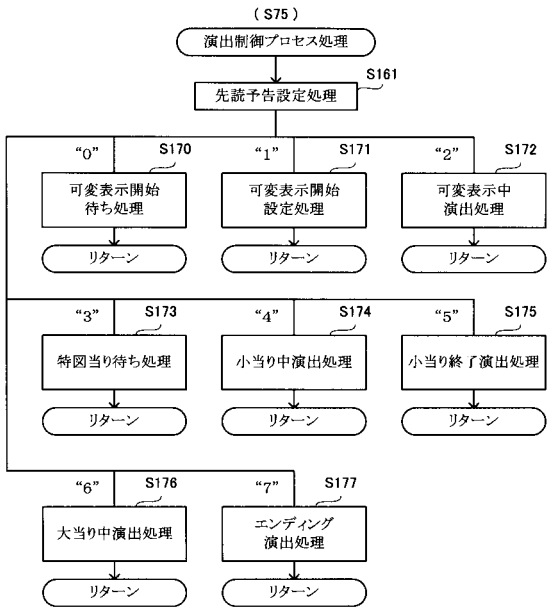 (S75)
演出制御プロセス処理
S161
先読予告設定処理
“0” S170 “1” S171 “2” S172
可変表示開始 可変表示開始 可変表示中
待ち処理 設定処理 演出処理
リターン リターン リターン
“3” S173 “4” S174 “5” S175
特図当り待ち処理 小当り中演出処理 小当り終了演出処理
リターン リターン リターン
“6” S176 “7” S177
大当り中演出処理 エンディング
演出処理
リターン リターン